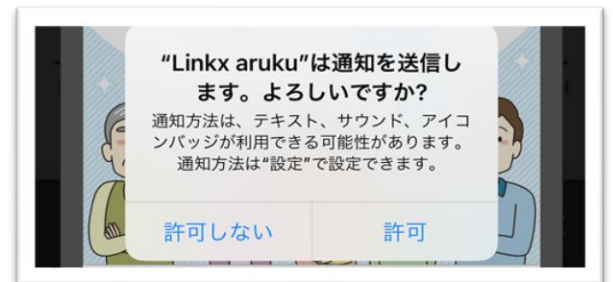 “Linkx aruku”は通知を送信し
ます。よろしいですか?
通知方法は、テキスト、サウンド、アイコ
ンバッジが利用できる可能性があります。
通知方法は“設定”で設定できます。
許可しない
許可